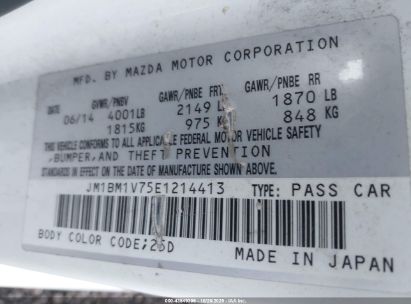 MFD. BY MAZDA MOTOR CORPORATION
DATE GVWR/PNBV GAWR/PNBE FRT GAWR/PNBE RR
06/14 4001LB 2149 LB 1870 LB
1815KG 975 KG 848 KG
THIS VEHICLE CONFORMS TO ALL APPLICABLE FEDERAL MOTOR VEHICLE SAFETY
,BUMPER,AND THEFT PREVENTION
STANDARDS IN EFFECT ON THE DATE OF MANUFACTURE SHOWN ABOVE.
JM1BM1V75E1214413 TYPE: PASS CAR
BODY COLOR CODE;25D
MADE IN JAPAN